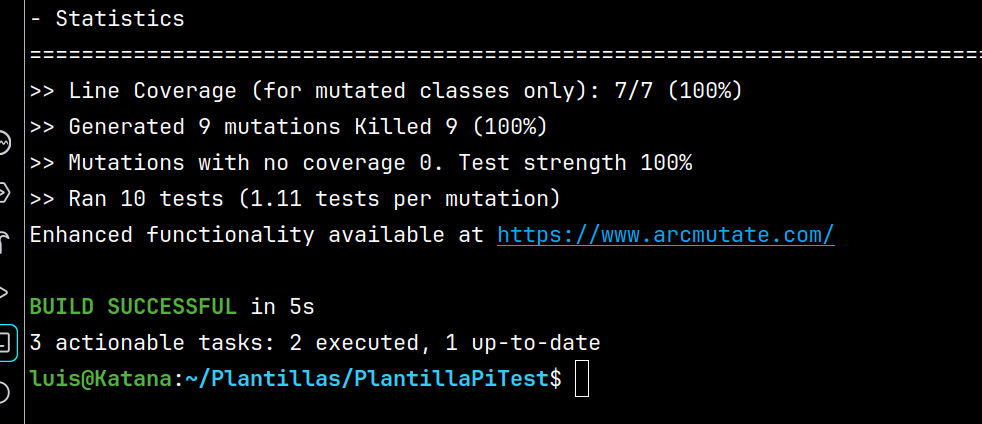 - Statistics
================================================================================
>> Line Coverage (for mutated classes only): 7/7 (100%)
>> Generated 9 mutations Killed 9 (100%)
>> Mutations with no coverage 0. Test strength 100%
>> Ran 10 tests (1.11 tests per mutation)
Enhanced functionality available at https://www.arcmutate.com/
BUILD SUCCESSFUL in 5s
3 actionable tasks: 2 executed, 1 up-to-date
luis@Katana:~/Plantillas/PlantillaPiTest$